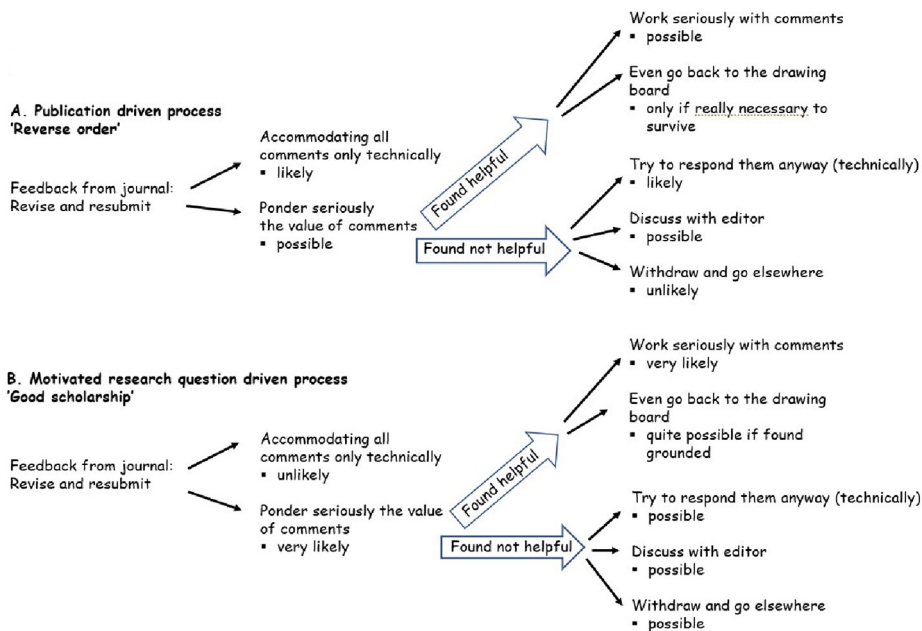 A. Publication driven process
'Reverse order'
Feedback from journal:
Revise and resubmit
Accommodating all
comments only technically
▪ likely
Ponder seriously
the value of comments
▪ possible
Found helpful
Found not helpful
Work seriously with comments
▪ possible
Even go back to the drawing
board
▪ only if really necessary to
survive
Try to respond them anyway (technically)
▪ likely
Discuss with editor
▪ possible
Withdraw and go elsewhere
▪ unlikely
B. Motivated research question driven process
'Good scholarship'
Feedback from journal:
Revise and resubmit
Accommodating all
comments only technically
▪ unlikely
Ponder seriously the value
of comments
▪ very likely
Found helpful
Found not helpful
Work seriously with comments
▪ very likely
Even go back to the drawing
board
▪ quite possible if found
grounded
Try to respond them anyway (technically)
▪ possible
Discuss with editor
▪ possible
Withdraw and go elsewhere
▪ possible